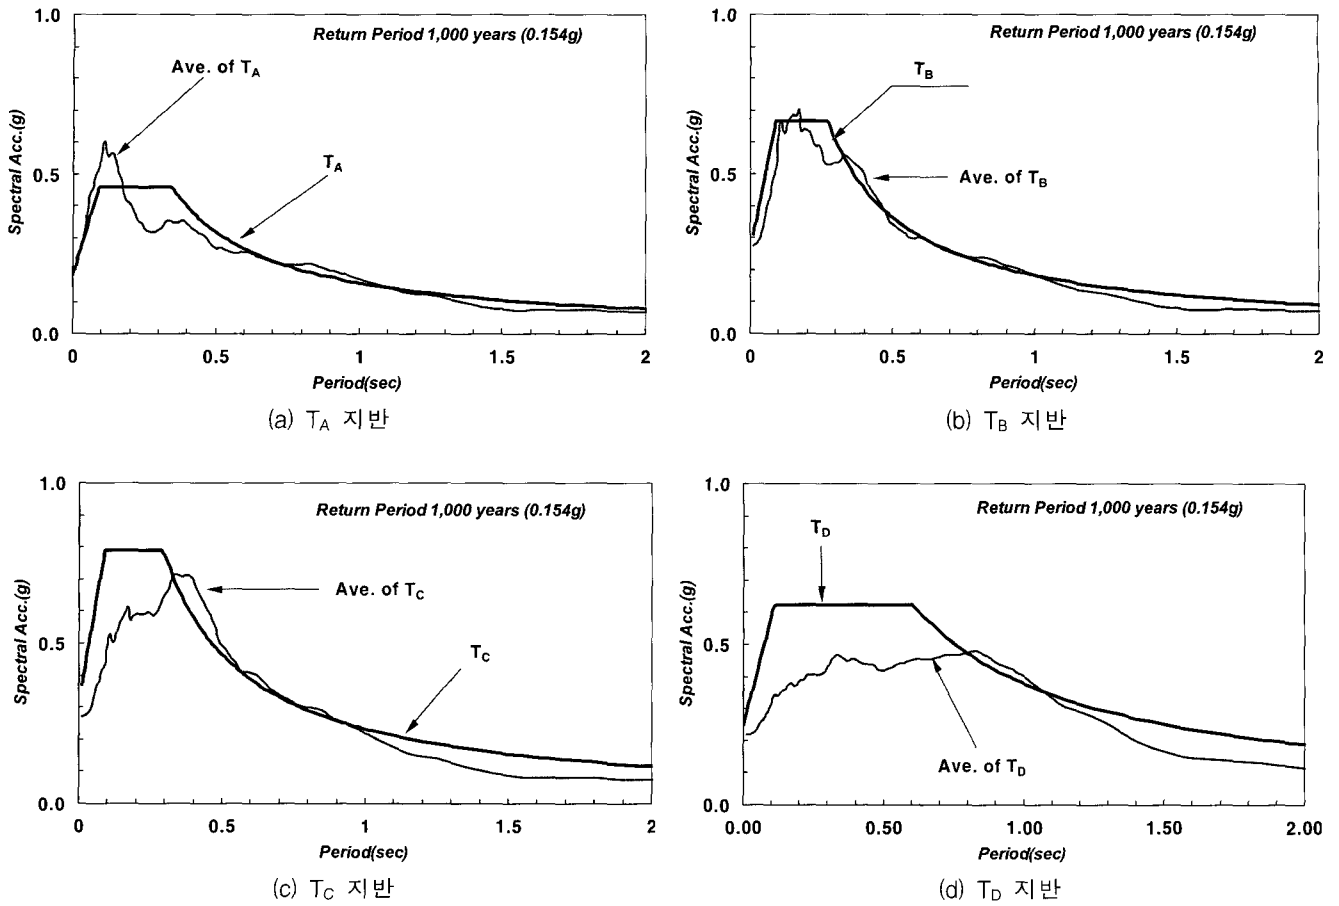 1.0
Return Period 1,000 years (0.154g)
Ave. of TA
TA
Spectral Acc.(g)
0.5
0.0
0 0.5 1 1.5 2
Period(sec)
(a) TA 지반
1.0
Return Period 1,000 years (0.154g)
TB
Ave. of TB
Spectral Acc.(g)
0.5
0.0
0 0.5 1 1.5 2
Period(sec)
(b) TB 지반
1.0
Return Period 1,000 years (0.154g)
Ave. of TC
TC
Spectral Acc.(g)
0.5
0.0
0 0.5 1 1.5 2
Period(sec)
(c) TC 지반
1.0
Return Period 1,000 years (0.154g)
TD
Spectral Acc.(g)
0.5
Ave. of TD
0.0
0.00 0.50 1.00 1.50 2.00
Period(sec)
(d) TD 지반